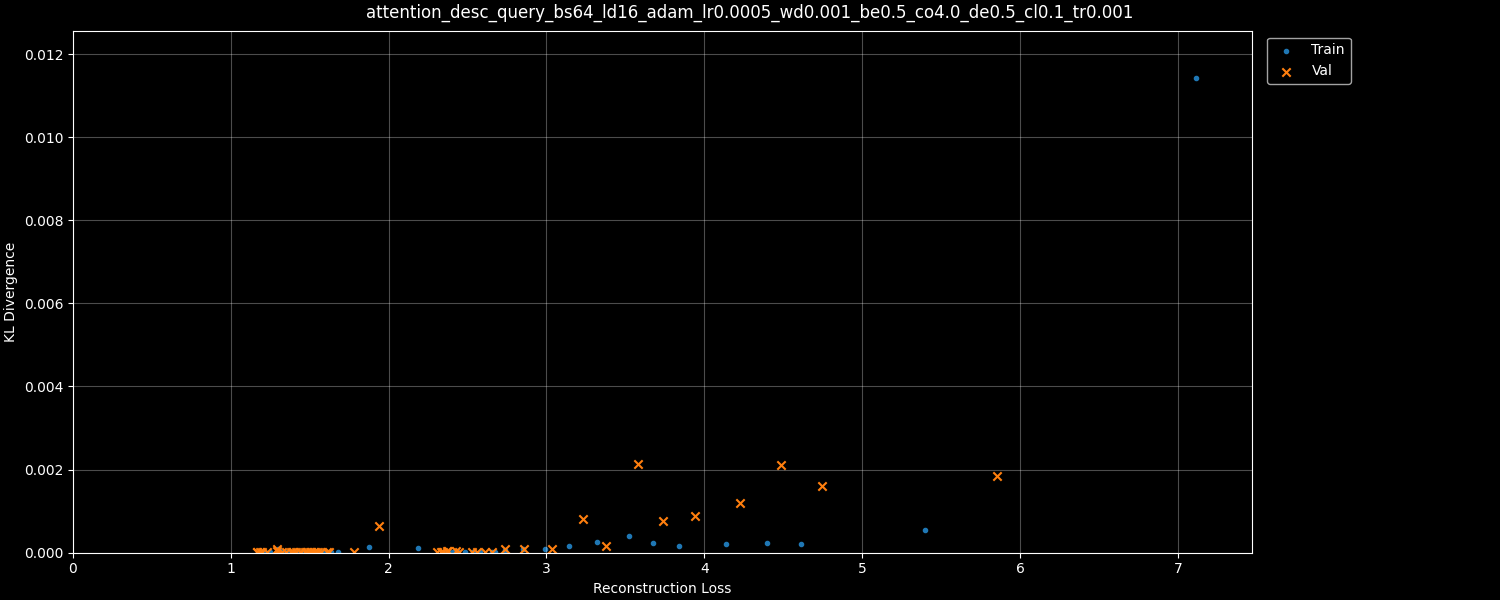 attention_desc_query_bs64_ld16_adam_lr0.0005_wd0.001_be0.5_co4.0_de0.5_cl0.1_tr0.001
Train
Val
0.012
0.010
0.008
0.006
0.004
0.002
0.000
KL Divergence
0 1 2 3 4 5 6 7
Reconstruction Loss